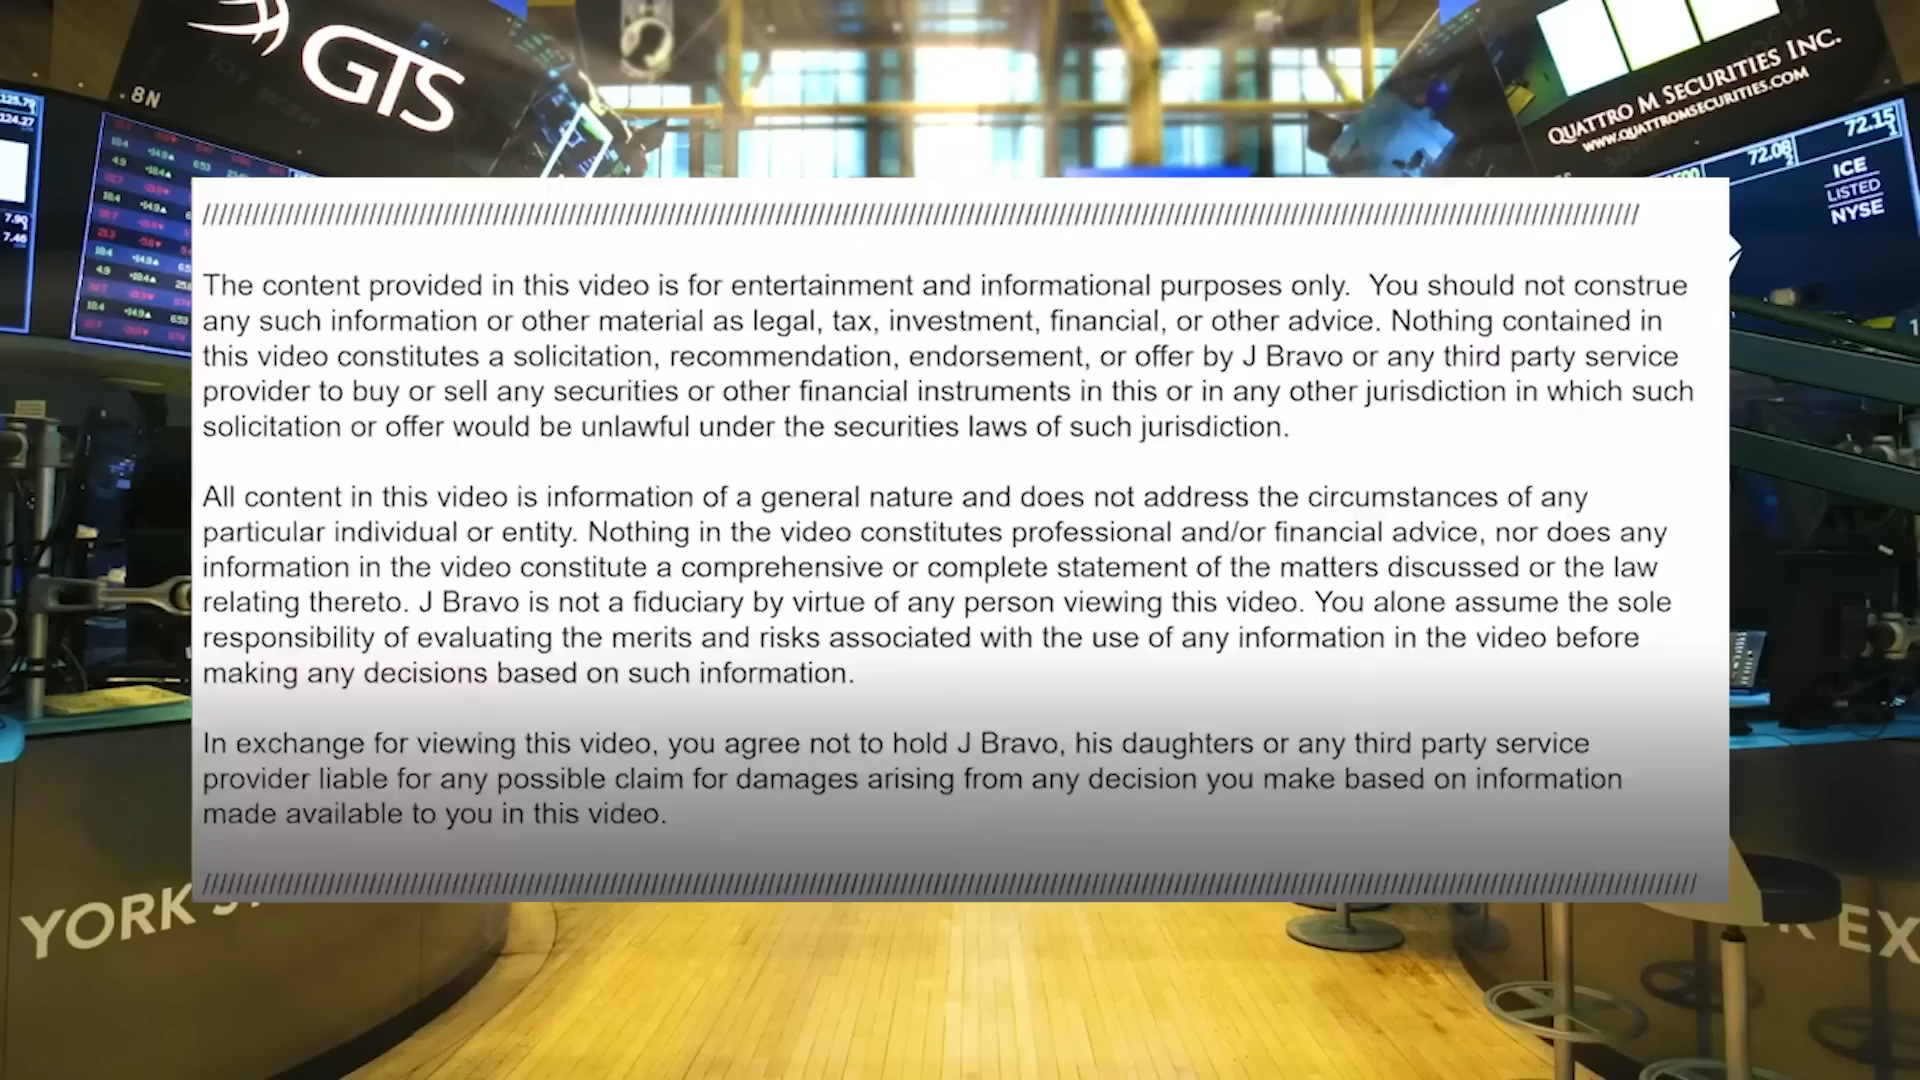 GTS
8N
QUATTRO M SECURITIES INC.
WWW.QUATTROMSECURITIES.COM
125.79
124.27
7.90
7.46
72.08
72.15
ICE
LISTED
NYSE
////////////////////////////////////////////////////////////////////////////////////////////////////////////////////////////////////////////////
The content provided in this video is for entertainment and informational purposes only.  You should not construe
any such information or other material as legal, tax, investment, financial, or other advice. Nothing contained in
this video constitutes a solicitation, recommendation, endorsement, or offer by J Bravo or any third party service
provider to buy or sell any securities or other financial instruments in this or in any other jurisdiction in which such
solicitation or offer would be unlawful under the securities laws of such jurisdiction.
All content in this video is information of a general nature and does not address the circumstances of any
particular individual or entity. Nothing in the video constitutes professional and/or financial advice, nor does any
information in the video constitute a comprehensive or complete statement of the matters discussed or the law
relating thereto. J Bravo is not a fiduciary by virtue of any person viewing this video. You alone assume the sole
responsibility of evaluating the merits and risks associated with the use of any information in the video before
making any decisions based on such information.
In exchange for viewing this video, you agree not to hold J Bravo, his daughters or any third party service
provider liable for any possible claim for damages arising from any decision you make based on information
made available to you in this video.
////////////////////////////////////////////////////////////////////////////////////////////////////////////////////////////////////////////////////
YORK
EX